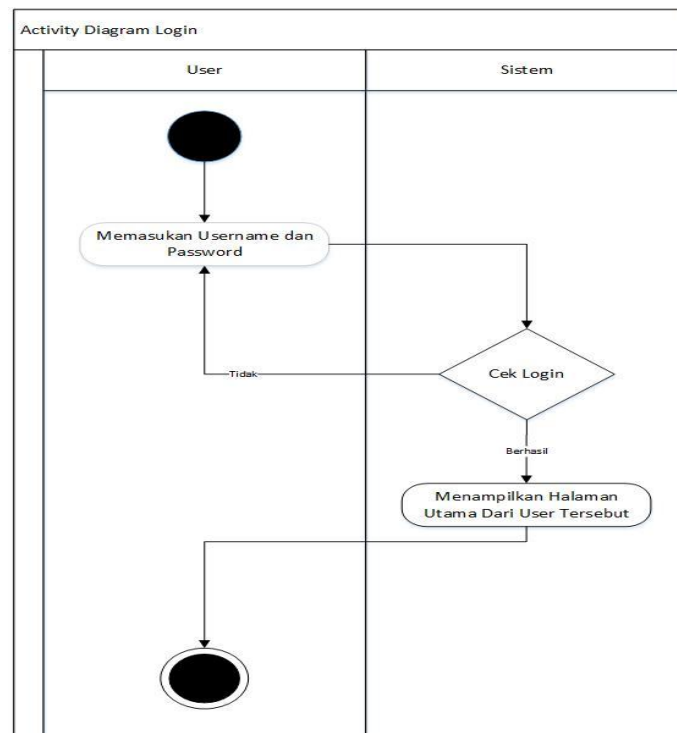 Activity Diagram Login
User
Sistem
Memasukan Username dan
Password
Cek Login
Tidak
Berhasil
Menampilkan Halaman
Utama Dari User Tersebut